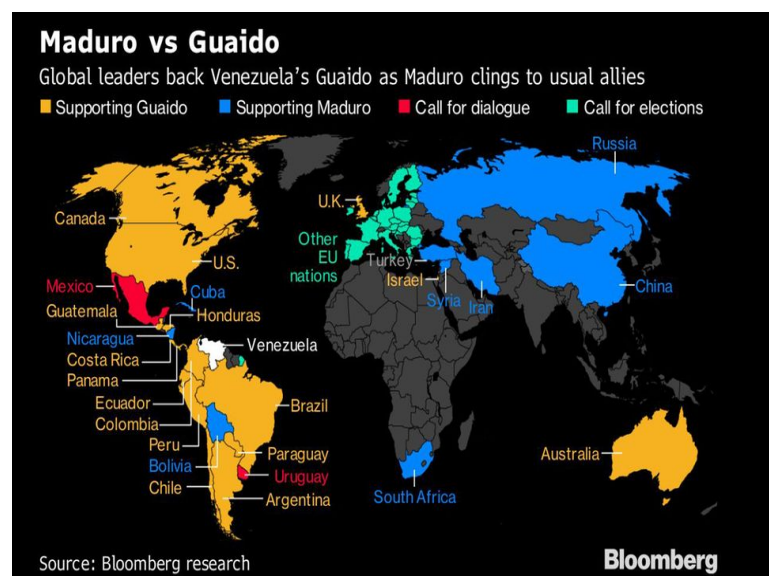 Maduro vs Guaido
Global leaders back Venezuela's Guaido as Maduro clings to usual allies
Supporting Guaido
Supporting Maduro
Call for dialogue
Call for elections
Russia
U.K.
Canada
Other
EU
nations
Turkey
Israel
U.S.
Mexico
Cuba
Syria
Iran
China
Guatemala
Honduras
Nicaragua
Venezuela
Costa Rica
Panama
Ecuador
Brazil
Colombia
Peru
Paraguay
Australia
Bolivia
Uruguay
Chile
Argentina
South Africa
Source: Bloomberg research
Bloomberg